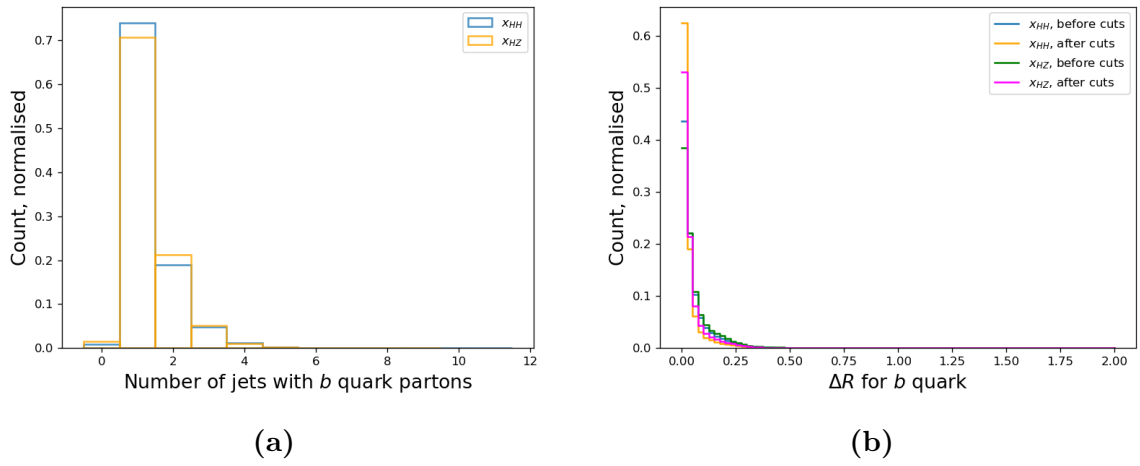 Count, normalised
0.7
0.6
0.5
0.4
0.3
0.2
0.1
0.0
0 2 4 6 8 10 12
Number of jets with b quark partons
x_HH
x_HZ
(a)
Count, normalised
0.6
0.5
0.4
0.3
0.2
0.1
0.0
0.00 0.25 0.50 0.75 1.00 1.25 1.50 1.75 2.00
ΔR for b quark
x_HH, before cuts
x_HH, after cuts
x_HZ, before cuts
x_HZ, after cuts
(b)